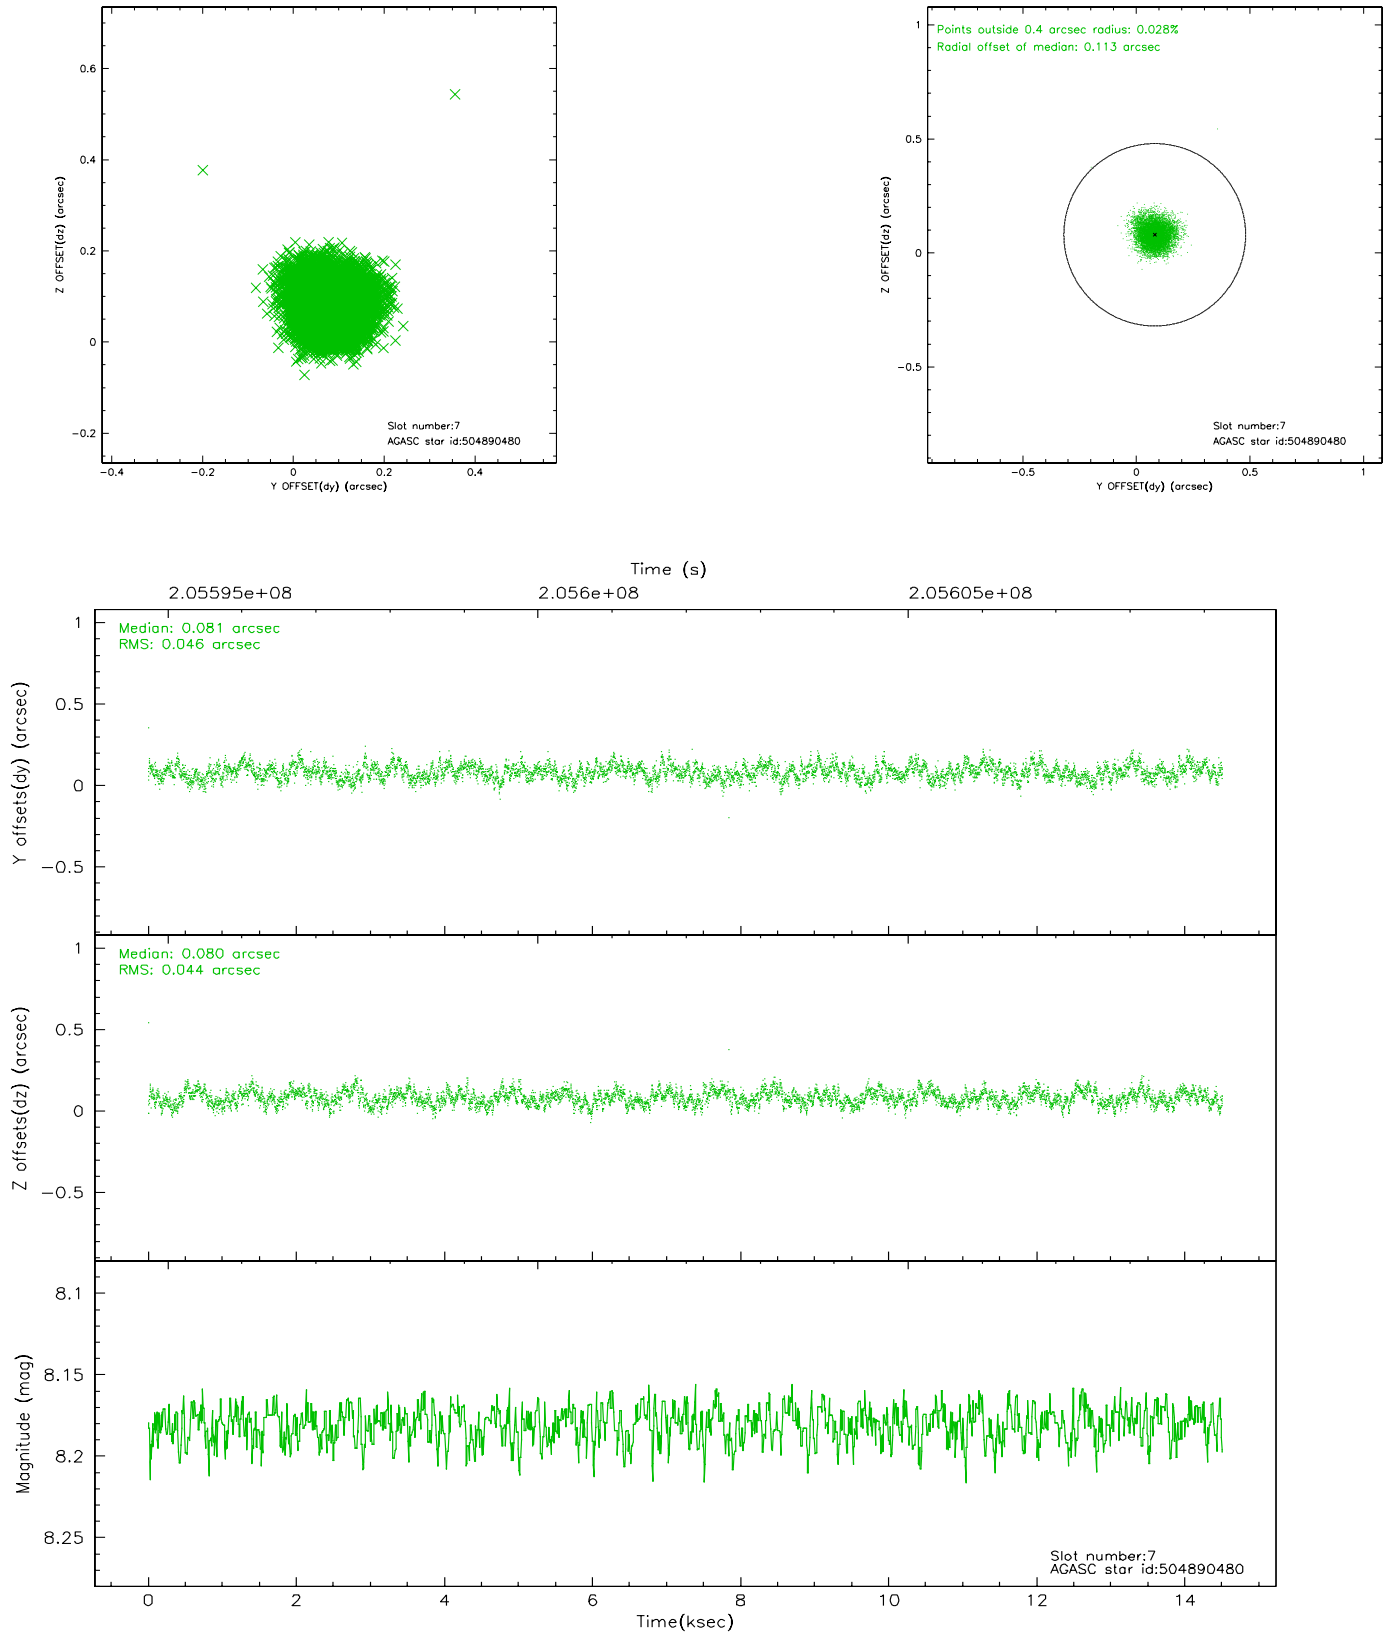 0.6
0.4
0.2
0
−0.2
−0.4
−0.2
0
0.2
0.4
Z OFFSET(dz) (arcsec)
Y OFFSET(dy) (arcsec)
Slot number:7
AGASC star id:504890480
Points outside 0.4 arcsec radius: 0.028%
Radial offset of median: 0.113 arcsec
1
0.5
0
−0.5
−0.5
0
0.5
1
Z OFFSET(dz) (arcsec)
Y OFFSET(dy) (arcsec)
Slot number:7
AGASC star id:504890480
Time (s)
2.05595e+08
2.056e+08
2.05605e+08
Median: 0.081 arcsec
RMS: 0.046 arcsec
1
0.5
0
−0.5
Y offsets(dy) (arcsec)
Median: 0.080 arcsec
RMS: 0.044 arcsec
1
0.5
0
−0.5
Z offsets(dz) (arcsec)
8.1
8.15
8.2
8.25
Magnitude (mag)
Slot number:7
AGASC star id:504890480
0
2
4
6
8
10
12
14
Time(ksec)